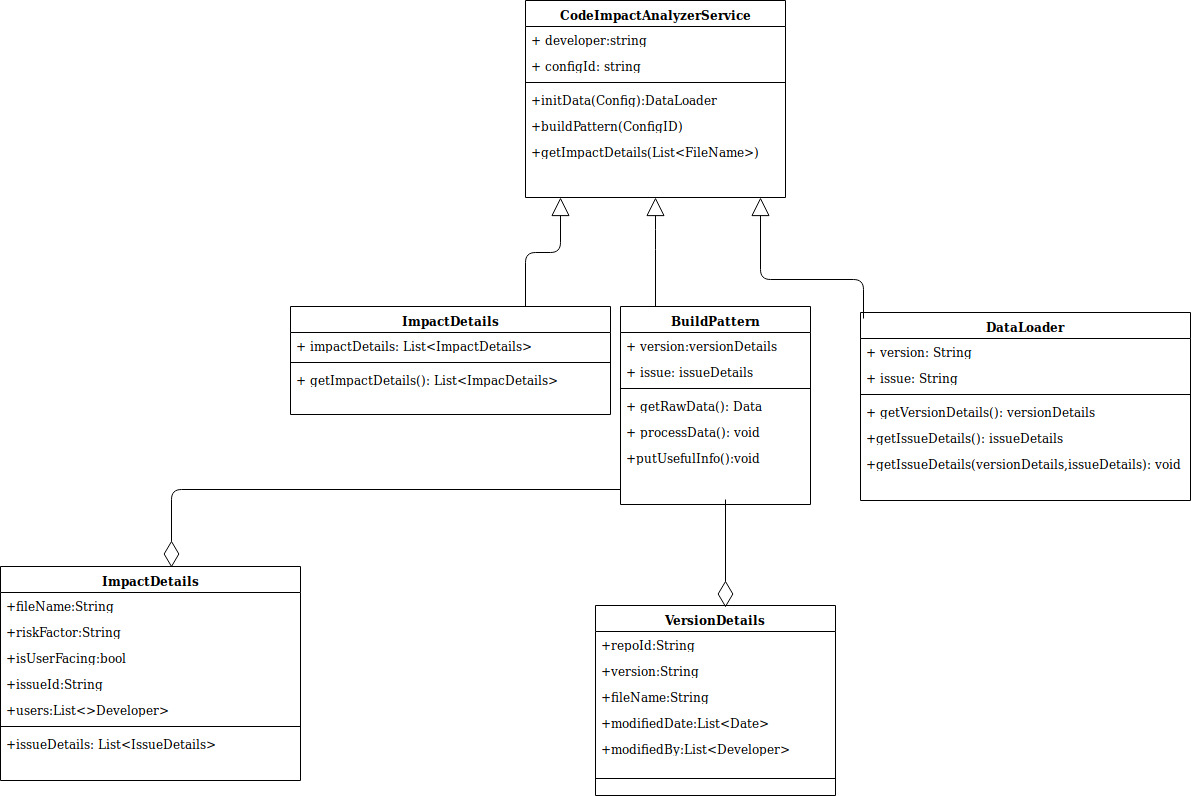 CodeImpactAnalyzerService
+ developer:string
+ configId: string
+initData(Config):DataLoader
+buildPattern(ConfigID)
+getImpactDetails(List<FileName>)
ImpactDetails
+ impactDetails: List<ImpactDetails>
+ getImpactDetails(): List<ImpacDetails>
BuildPattern
+ version:versionDetails
+ issue: issueDetails
+ getRawData(): Data
+ processData(): void
+putUsefulInfo():void
DataLoader
+ version: String
+ issue: String
+ getVersionDetails(): versionDetails
+getIssueDetails(): issueDetails
+getIssueDetails(versionDetails,issueDetails): void
ImpactDetails
+fileName:String
+riskFactor:String
+isUserFacing:bool
+issueId:String
+users:List<>Developer>
+issueDetails: List<IssueDetails>
VersionDetails
+repoId:String
+version:String
+fileName:String
+modifiedDate:List<Date>
+modifiedBy:List<Developer>